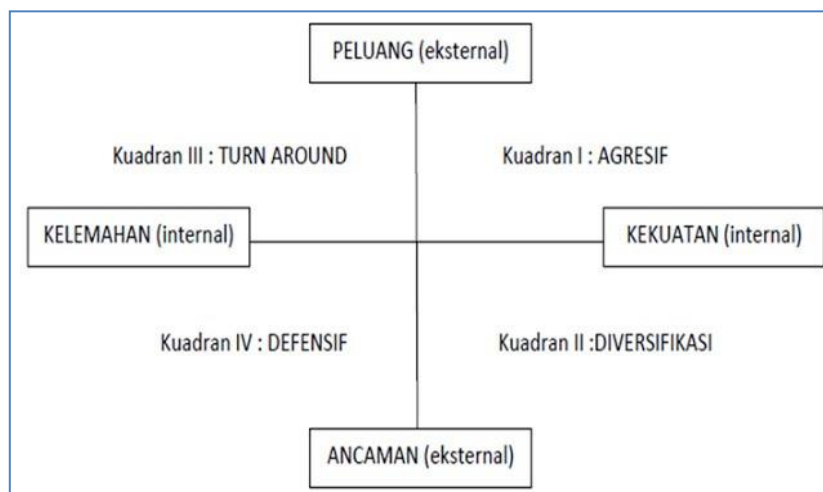 PELUANG (eksternal)
Kuadran III : TURN AROUND
Kuadran I : AGRESIF
KELEMAHAN (internal)
KEKUATAN (internal)
Kuadran IV : DEFENSIF
Kuadran II :DIVERSIFIKASI
ANCAMAN (eksternal)